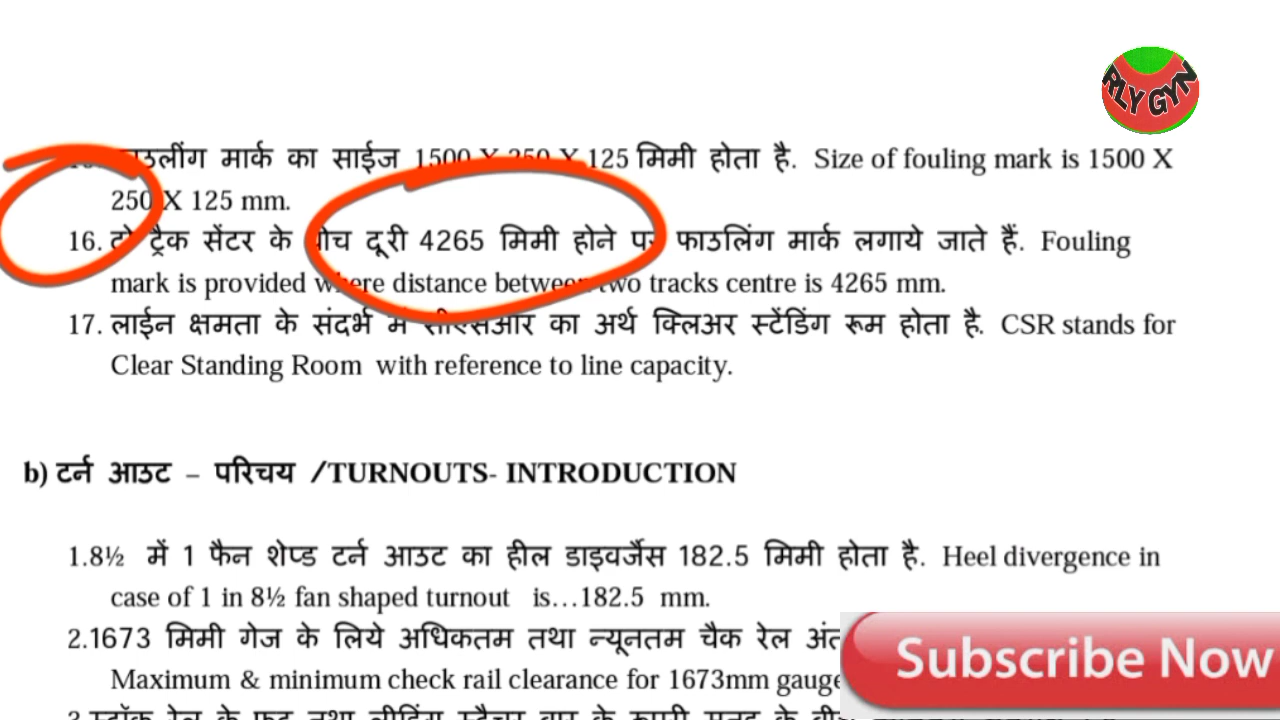 RLY GYN
फाउलींग मार्क का साईज 1500 X 250 X 125 मिमी होता है. Size of fouling mark is 1500 X
250 X 125 mm.
16. दो ट्रैक सेंटर के बीच दूरी 4265 मिमी होने पर फाउलिंग मार्क लगाये जाते हैं. Fouling
mark is provided where distance between two tracks centre is 4265 mm.
17. लाईन क्षमता के संदर्भ में सीएसआर का अर्थ क्लिअर स्टेंडिंग रूम होता है. CSR stands for
Clear Standing Room with reference to line capacity.
b) टर्न आउट – परिचय /TURNOUTS- INTRODUCTION
1.8½ में 1 फैन शेप्ड टर्न आउट का हील डाइवर्जेंस 182.5 मिमी होता है. Heel divergence in
case of 1 in 8½ fan shaped turnout is…182.5 mm.
2.1673 मिमी गेज के लिये अधिकतम तथा न्यूनतम चैक रेल
Maximum & minimum check rail clearance for 1673mm gauge
Subscribe Now